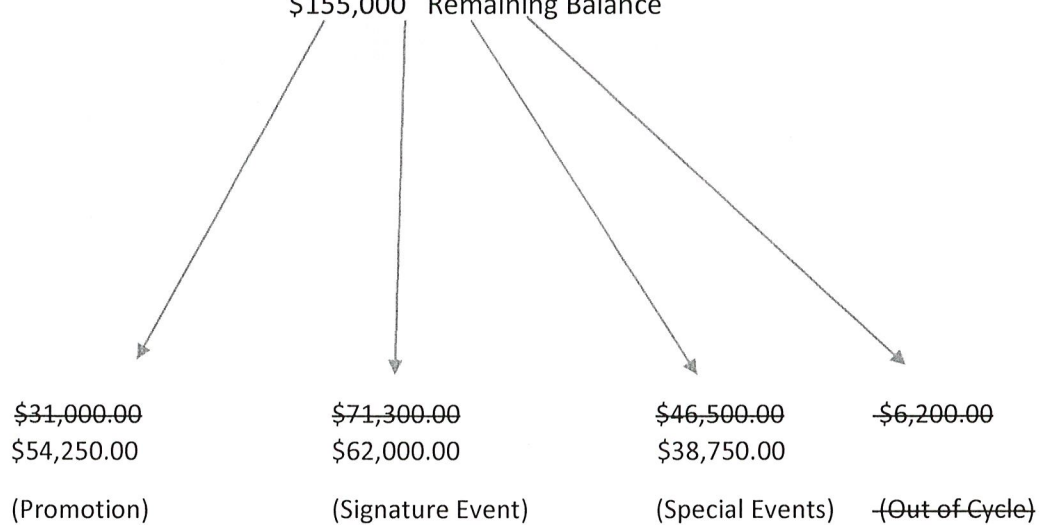 $155,000 Remaining Balance
$31,000.00 $71,300.00 $46,500.00 $6,200.00
$54,250.00 $62,000.00 $38,750.00
(Promotion) (Signature Event) (Special Events) (Out of Cycle)